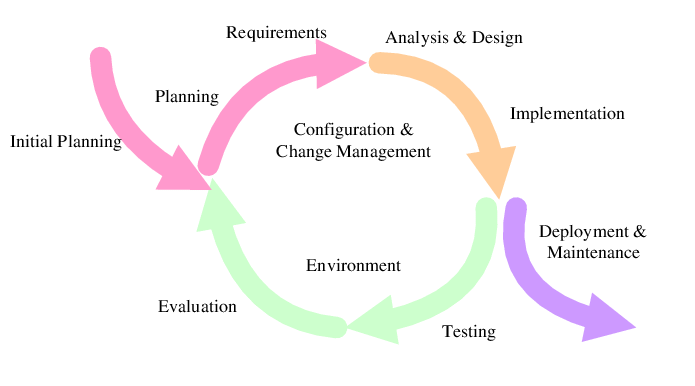 Requirements
Analysis & Design
Planning
Implementation
Configuration &
Change Management
Initial Planning
Deployment &
Maintenance
Environment
Evaluation
Testing